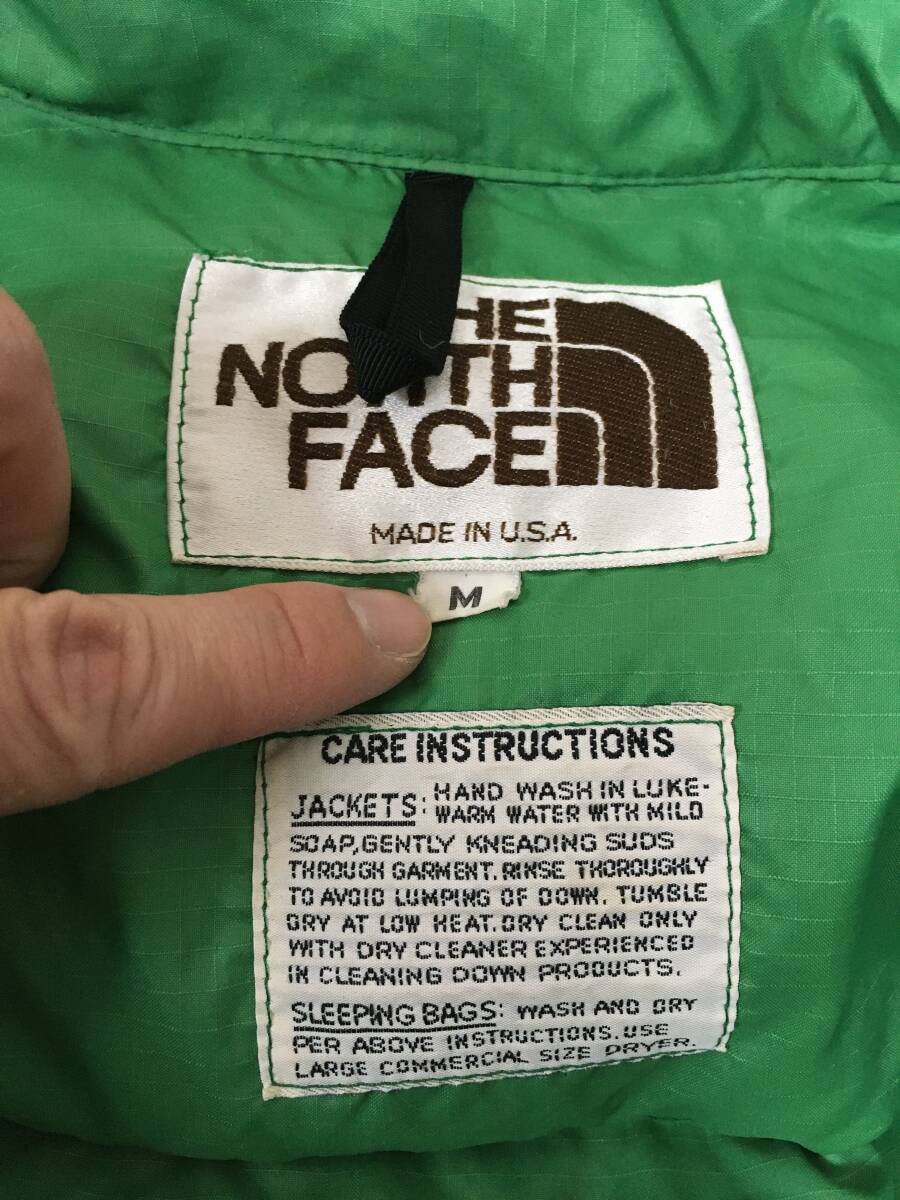 THE
NORTH
FACE
MADE IN U.S.A.
M
CARE INSTRUCTIONS
JACKETS: HAND WASH IN LUKE-
WARM WATER WITH MILD
SOAP, GENTLY KNEADING SUDS
THROUGH GARMENT. RINSE THOROUGHLY
TO AVOID LUMPING OF DOWN. TUMBLE
DRY AT LOW HEAT. DRY CLEAN ONLY
WITH DRY CLEANER EXPERIENCED
IN CLEANING DOWN PRODUCTS.
SLEEPING BAGS: WASH AND DRY
PER ABOVE INSTRUCTIONS. USE
LARGE COMMERCIAL SIZE DRYER.